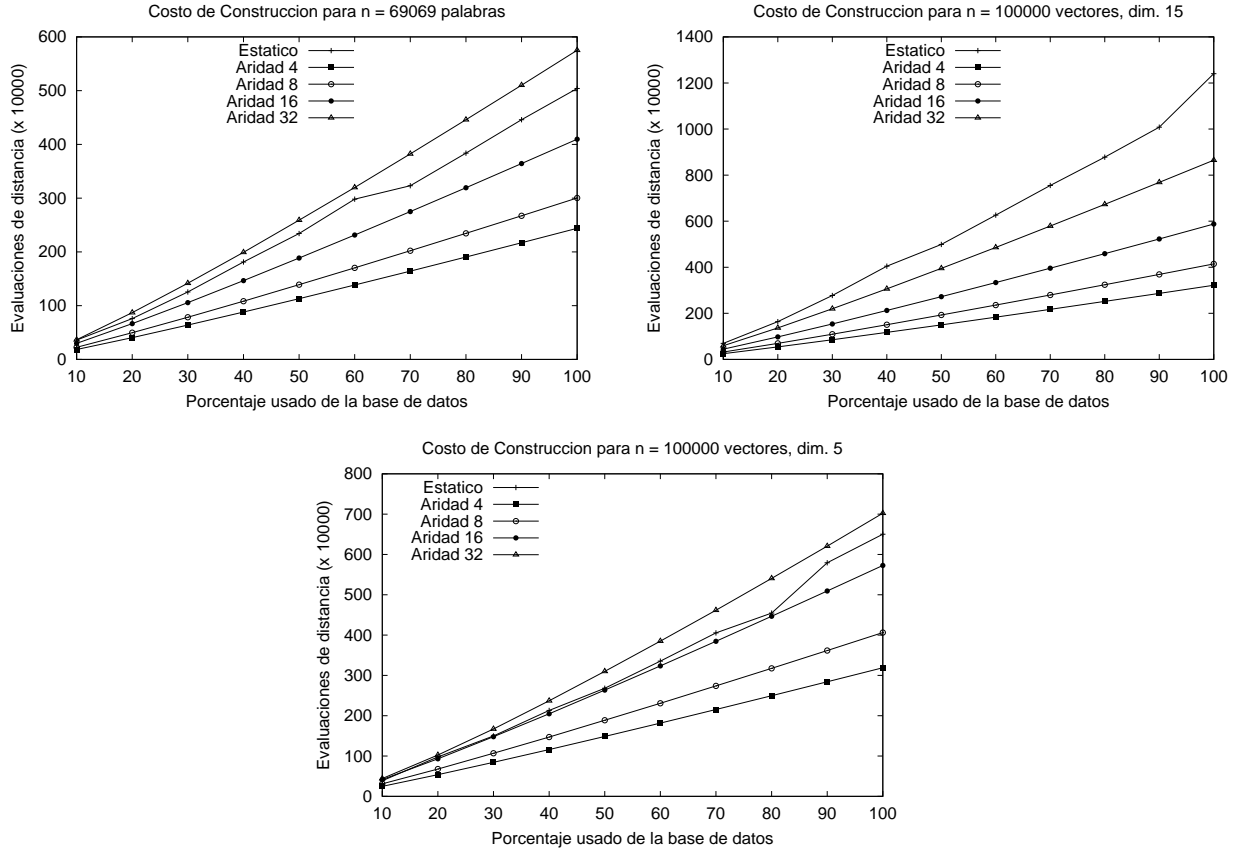 Costo de Construccion para n = 69069 palabras
600
500
400
300
200
100
0
Evaluaciones de distancia (x 10000)
Estatico
Aridad 4
Aridad 8
Aridad 16
Aridad 32
10 20 30 40 50 60 70 80 90 100
Porcentaje usado de la base de datos
Costo de Construccion para n = 100000 vectores, dim. 15
1400
1200
1000
800
600
400
200
0
Evaluaciones de distancia (x 10000)
Estatico
Aridad 4
Aridad 8
Aridad 16
Aridad 32
10 20 30 40 50 60 70 80 90 100
Porcentaje usado de la base de datos
Costo de Construccion para n = 100000 vectores, dim. 5
800
700
600
500
400
300
200
100
0
Evaluaciones de distancia (x 10000)
Estatico
Aridad 4
Aridad 8
Aridad 16
Aridad 32
10 20 30 40 50 60 70 80 90 100
Porcentaje usado de la base de datos